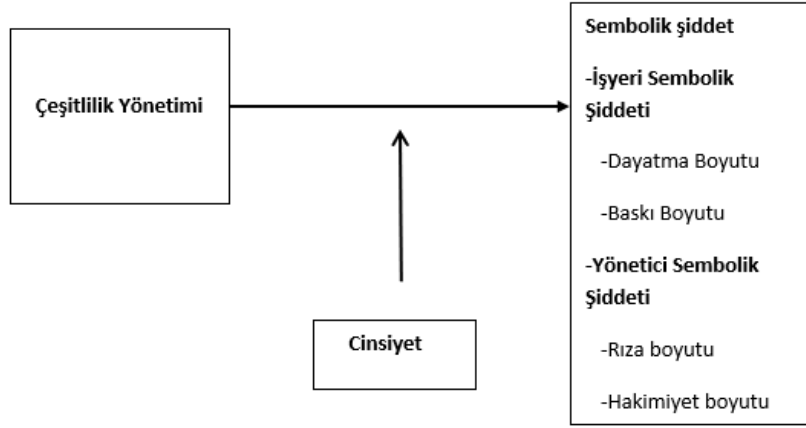 Çeşitlilik Yönetimi
Cinsiyet
Sembolik şiddet
-İşyeri Sembolik
Şiddeti
-Dayatma Boyutu
-Baskı Boyutu
-Yönetici Sembolik
Şiddeti
-Rıza boyutu
-Hakimiyet boyutu